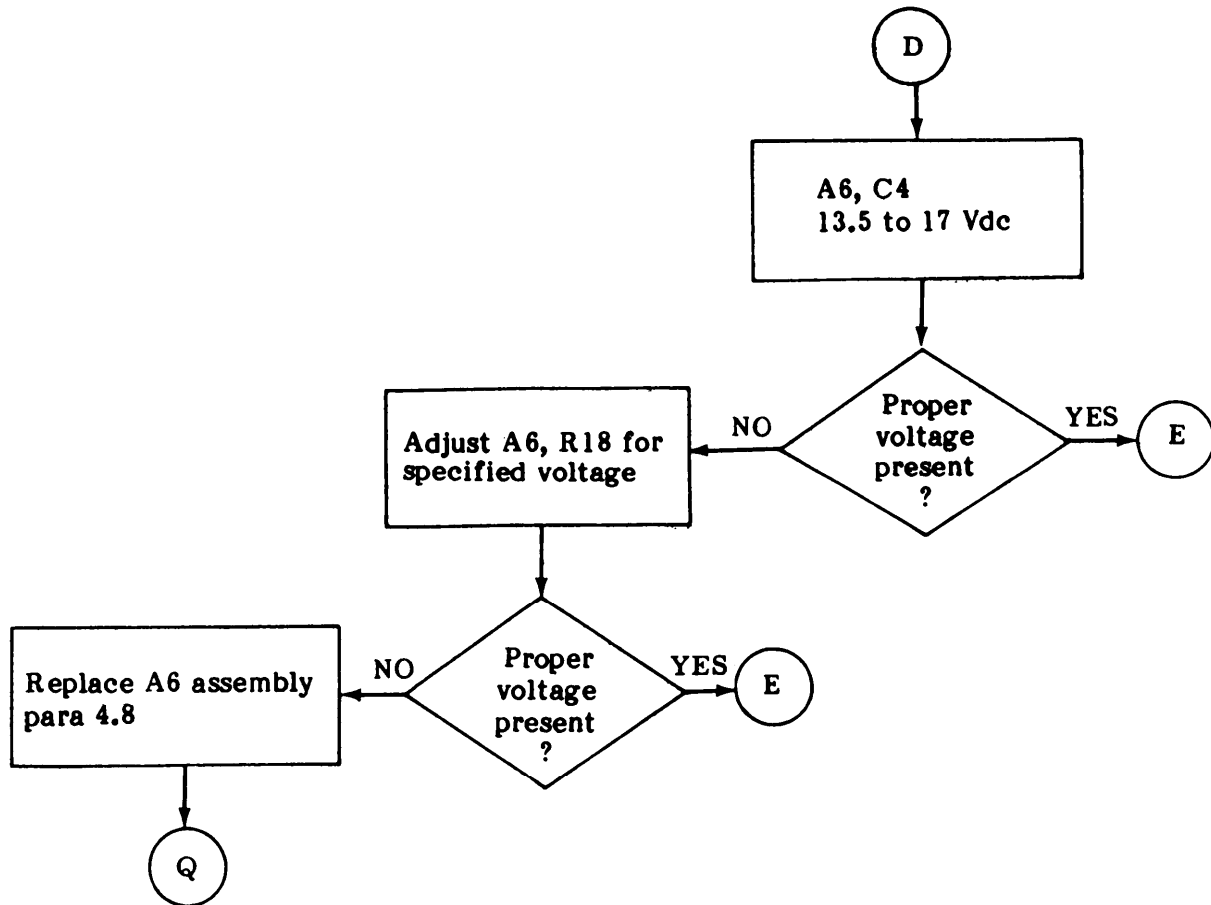 D
A6, C4
13.5 to 17 Vdc
Proper
voltage
present
?
YES
E
NO
Adjust A6, R18 for
specified voltage
Proper
voltage
present
?
YES
E
NO
Replace A6 assembly
para 4.8
Q